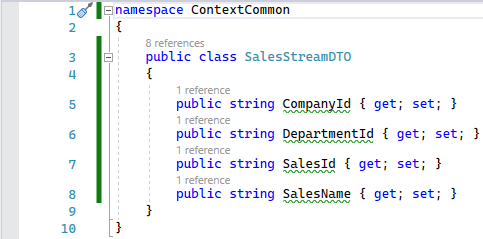 1 namespace ContextCommon
2 {
8 references
3 public class SalesStreamDTO
4 {
1 reference
5 public string CompanyId { get; set; }
1 reference
6 public string DepartmentId { get; set; }
1 reference
7 public string SalesId { get; set; }
1 reference
8 public string SalesName { get; set; }
9 }
10 }